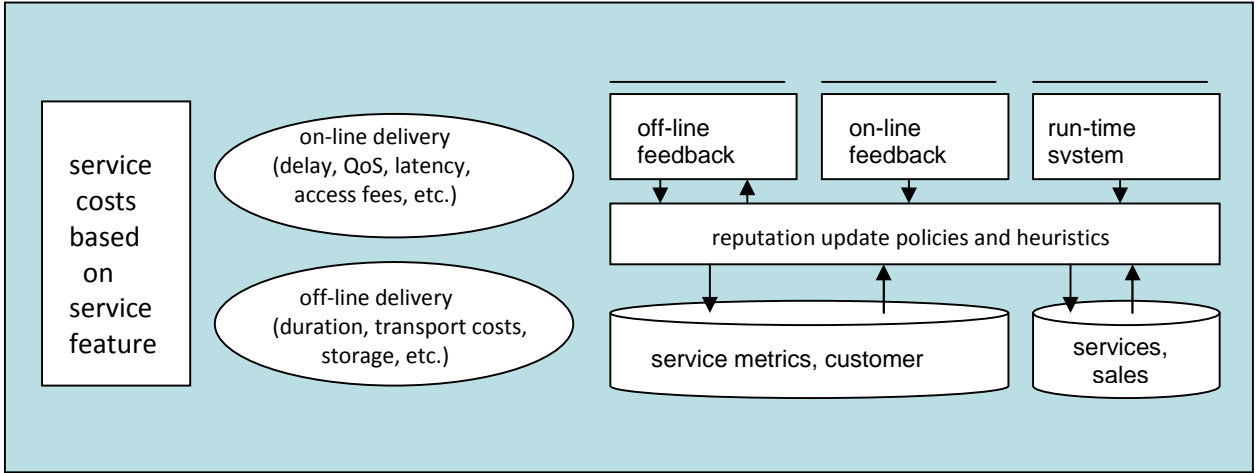 service
costs
based
on
service
feature
on-line delivery
(delay, QoS, latency,
access fees, etc.)
off-line delivery
(duration, transport costs,
storage, etc.)
off-line
feedback
on-line
feedback
run-time
system
reputation update policies and heuristics
service metrics, customer
services,
sales